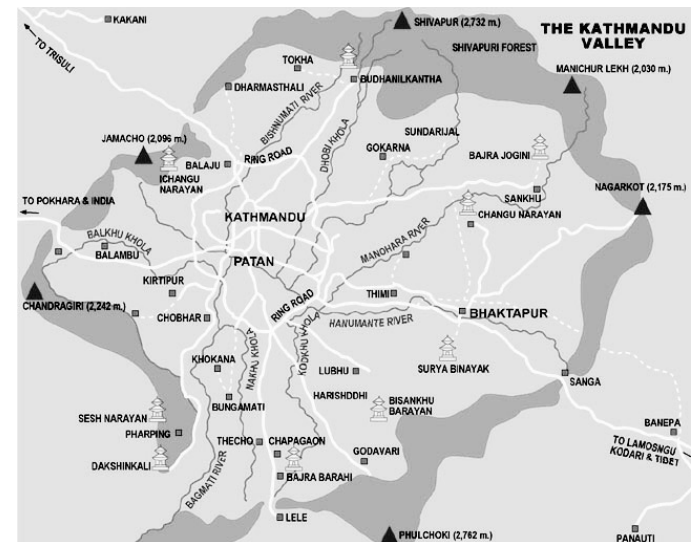 KAKANI
SHIVAPUR (2,732 m.)
THE KATHMANDU
VALLEY
TO TRISULI
SHIVAPURI FOREST
TOKHA
MANICHUR LEKH (2,030 m.)
DHARMASTHALI
BUDHANILKANTHA
BISHNUMATI RIVER
DHOBI KHOLA
SUNDARIJAL
JAMACHO (2,096 m.)
GOKARNA
BAJRA JOGINI
ICHANGU
NARAYAN
BALAJU
RING ROAD
NAGARKOT (2,175 m.)
SANKHU
TO POKHARA & INDIA
KATHMANDU
CHANGU NARAYAN
BALKHU KHOLA
MANOHARA RIVER
BALAMBU
PATAN
KIRTIPUR
THIMI
CHANDRAGIRI (2,242 m.)
RING ROAD
CHOBHAR
HANUMANTE RIVER
BHAKTAPUR
KHOKANA
NAKHU KHOLA
KODKHU KHOLA
LUBHU
SURYA BINAYAK
SANGA
HARISHDDHI
BISANKHU
BARAYAN
BUNGAMATI
SESH NARAYAN
PHARPING
BANEPA
THECHO
CHAPAGAON
TO LAMOSNGU
KODARI & TIBET
DAKSHINKALI
BAGMATI RIVER
GODAVARI
BAJRA BARAHI
LELE
PHULCHOKI (2,762 m.)
PANAUTI